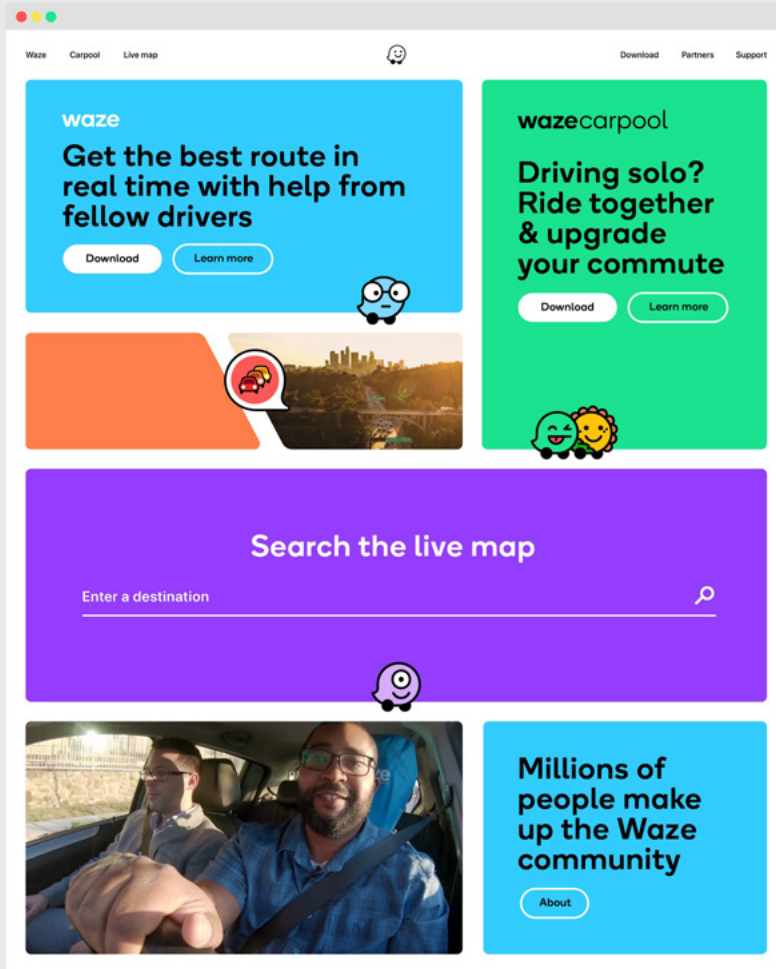 Waze
Carpool
Live map
Download
Partners
Support
waze
Get the best route in
real time with help from
fellow drivers
Download
Learn more
wazecarpool
Driving solo?
Ride together
& upgrade
your commute
Download
Learn more
Search the live map
Enter a destination
Millions of
people make
up the Waze
community
About